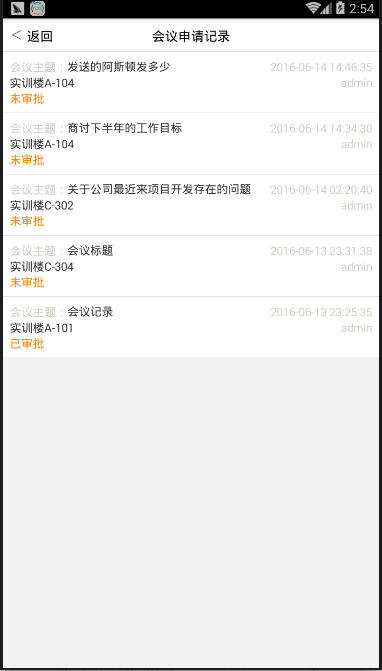 2:54
< 返回 会议申请记录
会议主题：发送的阿斯顿发多少 2016-06-14 14:46:35
实训楼A-104 admin
未审批
会议主题：商讨下半年的工作目标 2016-06-14 14:34:30
实训楼A-104 admin
未审批
会议主题：关于公司最近来项目开发存在的问题 2016-06-14 02:20:40
实训楼C-302 admin
未审批
会议主题：会议标题 2016-06-13 23:31:38
实训楼C-304 admin
未审批
会议主题：会议记录 2016-06-13 23:25:35
实训楼A-101 admin
已审批